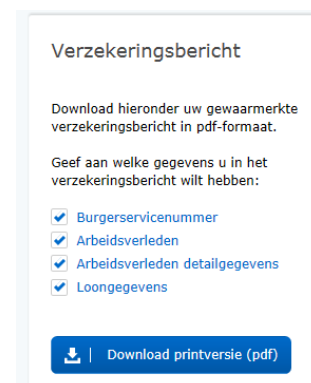 Verzekeringsbericht
Download hieronder uw gewaarmerkte
verzekeringsbericht in pdf-formaat.
Geef aan welke gegevens u in het
verzekeringsbericht wilt hebben:
Burgerservicenummer
Arbeidsverleden
Arbeidsverleden detailgegevens
Loongegevens
Download printversie (pdf)